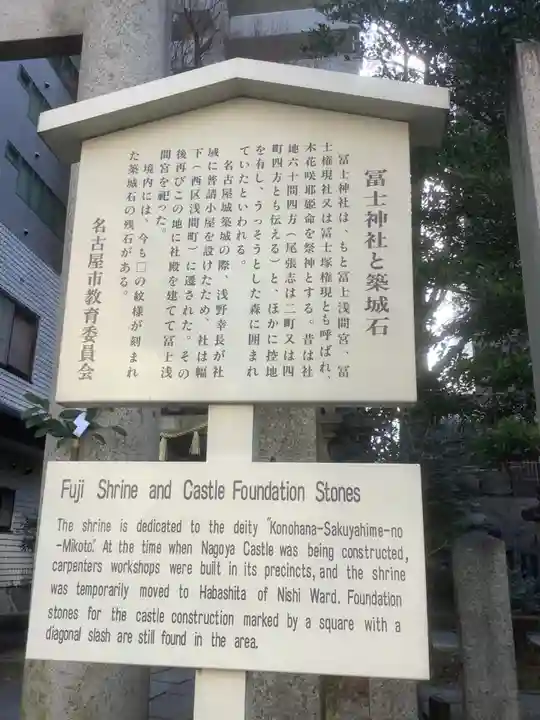 冨士神社と築城石
冨士神社は、もと冨士浅間宮、冨
士権現社又は冨士塚権現とも呼ばれ、
木花咲耶姫命を祭神とする。昔は社
地六十間四方(尾張志は二町又は四
町四方とも伝える)と、ほかに控地
を有し、うっそうとした森に囲まれ
ていたといわれる。
名古屋城築城の際、浅野幸長が社
域に普請小屋を設けたため、社は幅
下(西区浅間町)に遷された。その
後再びこの地に社殿を建てて冨士浅
間宮を祀った。
境内には、今も□の紋様が刻まれ
た築城石の残石がある。
名古屋市教育委員会
Fuji Shrine and Castle Foundation Stones
The shrine is dedicated to the deity "Konohana-Sakuyahime-no
-Mikoto." At the time when Nagoya Castle was being constructed,
carpenters workshops were built in its precincts, and the shrine
was temporarily moved to Habashita of Nishi Ward. Foundation
stones for the castle construction marked by a square with a
diagonal slash are still found in the area.